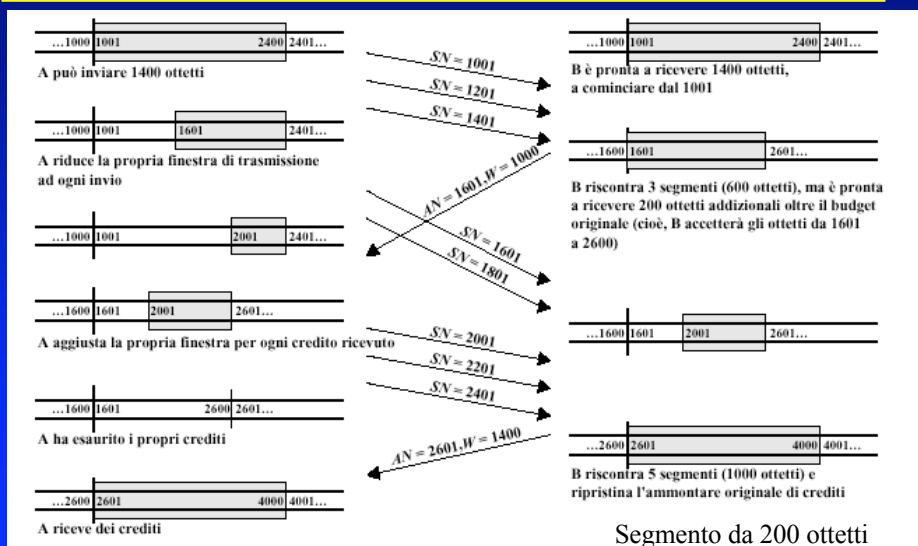 ...1000 1001 2400 2401...
A può inviare 1400 ottetti
...1000 1001 1601 2401...
A riduce la propria finestra di trasmissione
ad ogni invio
...1000 1001 2001 2401...
...1600 1601 2001 2601...
A aggiusta la propria finestra per ogni credito ricevuto
...1600 1601 2600 2601...
A ha esaurito i propri crediti
...2600 2601 4000 4001...
A riceve dei crediti
SN = 1001
SN = 1201
SN = 1401
AN = 1601,W = 1000
SN = 1601
SN = 1801
SN = 2001
SN = 2201
SN = 2401
AN = 2601,W = 1400
...1000 1001 2400 2401...
B è pronta a ricevere 1400 ottetti,
a cominciare dal 1001
...1600 1601 2601...
B riscontra 3 segmenti (600 ottetti), ma è pronta
a ricevere 200 ottetti addizionali oltre il budget
originale (cioè, B accetterà gli ottetti da 1601
a 2600)
...1600 1601 2001 2601...
...2600 2601 4000 4001...
B riscontra 5 segmenti (1000 ottetti) e
ripristina l'ammontare originale di crediti
Segmento da 200 ottetti